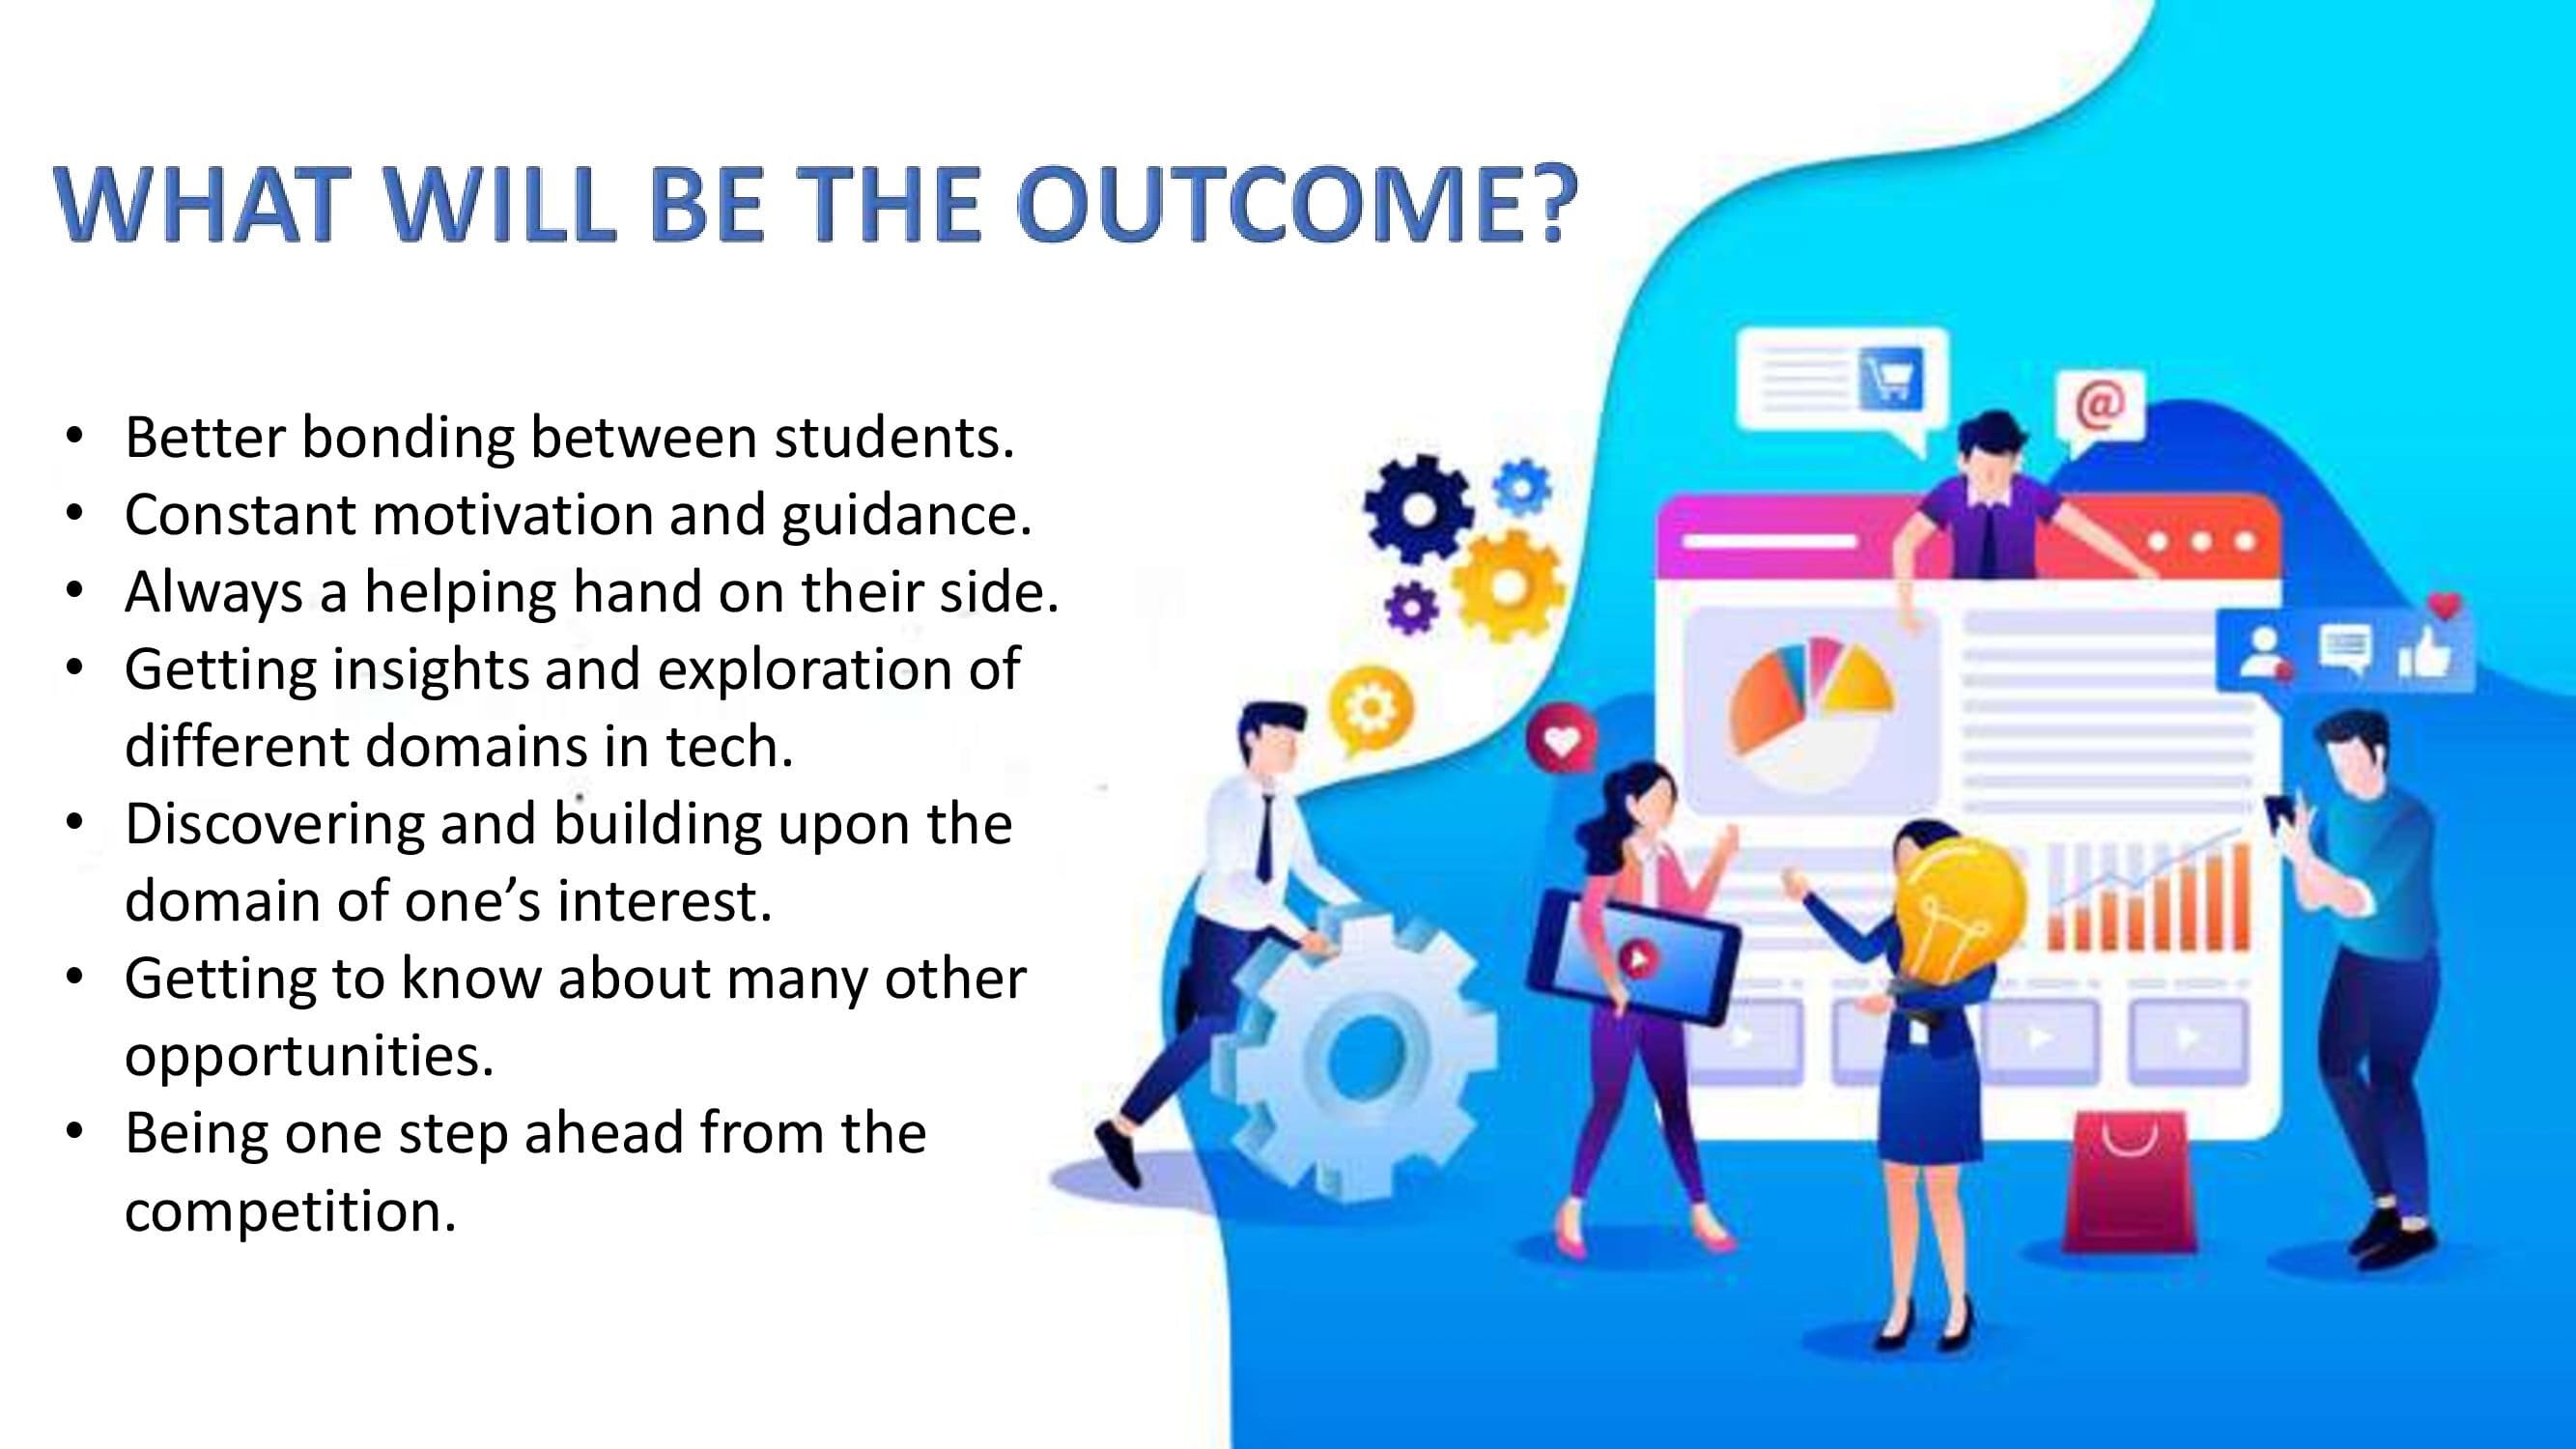 WHAT WILL BE THE OUTCOME?
• Better bonding between students.
• Constant motivation and guidance.
• Always a helping hand on their side.
• Getting insights and exploration of
different domains in tech.
• Discovering and building upon the
domain of one’s interest.
• Getting to know about many other
opportunities.
• Being one step ahead from the
competition.
@